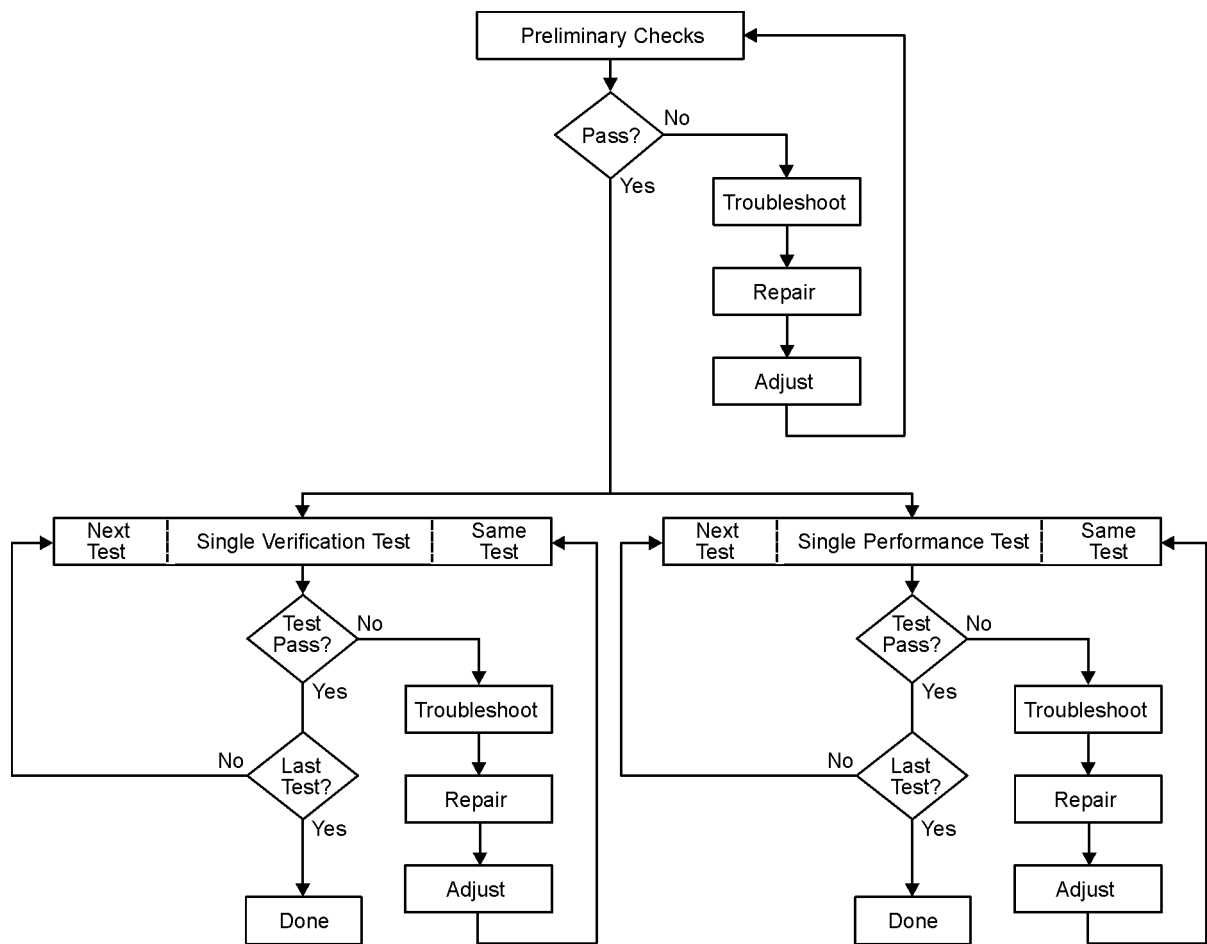 Preliminary Checks
Pass?
No
Yes
Troubleshoot
Repair
Adjust
Next
Test
Single Verification Test
Same
Test
Test
Pass?
No
Yes
Troubleshoot
Last
Test?
No
Yes
Repair
Adjust
Done
Next
Test
Single Performance Test
Same
Test
Test
Pass?
No
Yes
Troubleshoot
Last
Test?
No
Yes
Repair
Adjust
Done